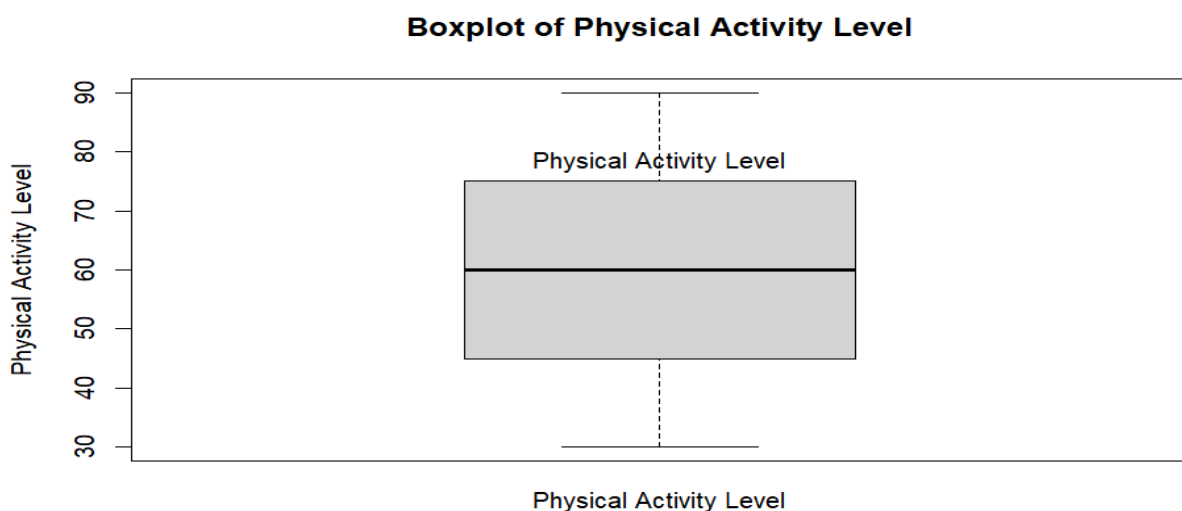 Boxplot of Physical Activity Level
Physical Activity Level
90
80
70
60
50
40
30
Physical Activity Level
Physical Activity Level